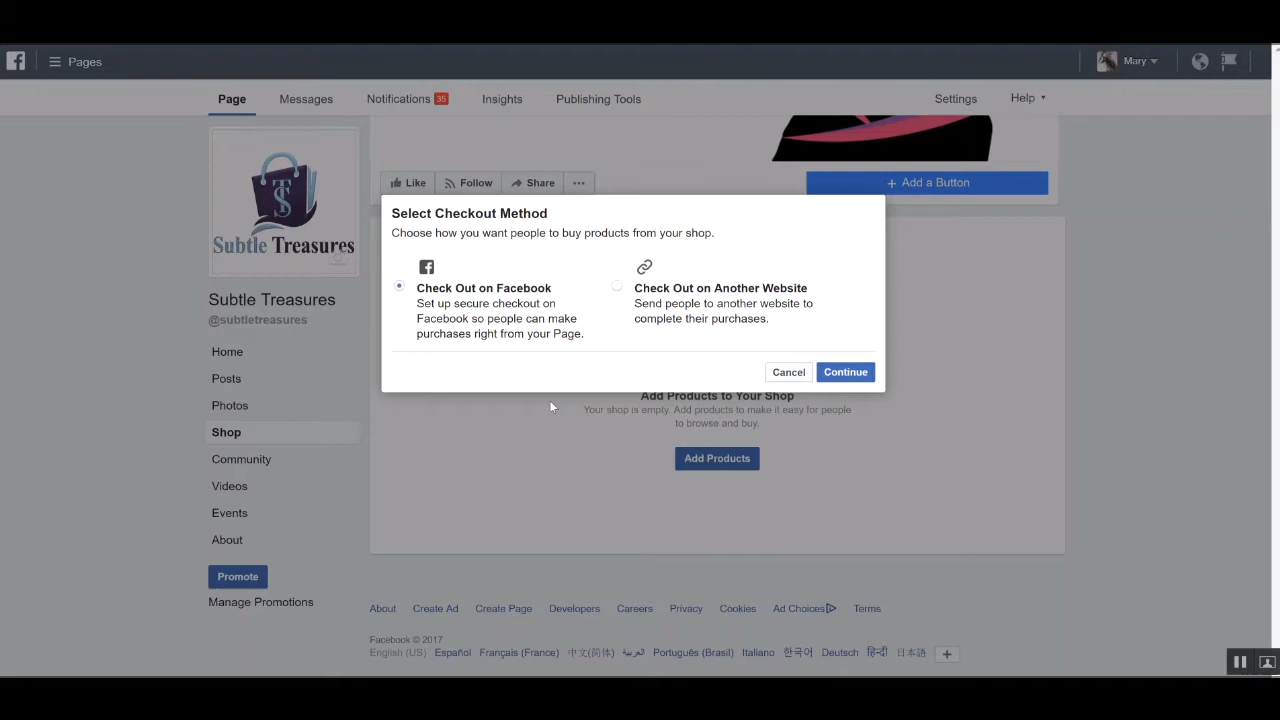 Pages
Mary
Page
Messages
Notifications 35
Insights
Publishing Tools
Settings
Help
TS
Subtle Treasures
Like
Follow
Share
+ Add a Button
Select Checkout Method
Choose how you want people to buy products from your shop.
Check Out on Facebook
Set up secure checkout on
Facebook so people can make
purchases right from your Page.
Check Out on Another Website
Send people to another website to
complete their purchases.
Cancel
Continue
Subtle Treasures
@subtletreasures
Home
Posts
Photos
Shop
Community
Videos
Events
About
Promote
Manage Promotions
Add Products to Your Shop
Your shop is empty. Add products to make it easy for people
to browse and buy.
Add Products
About
Create Ad
Create Page
Developers
Careers
Privacy
Cookies
Ad Choices
Terms
Facebook © 2017
English (US) Español Français (France) 中文(简体) العربية Português (Brasil) Italiano 한국어 Deutsch हिन्दी 日本語 +